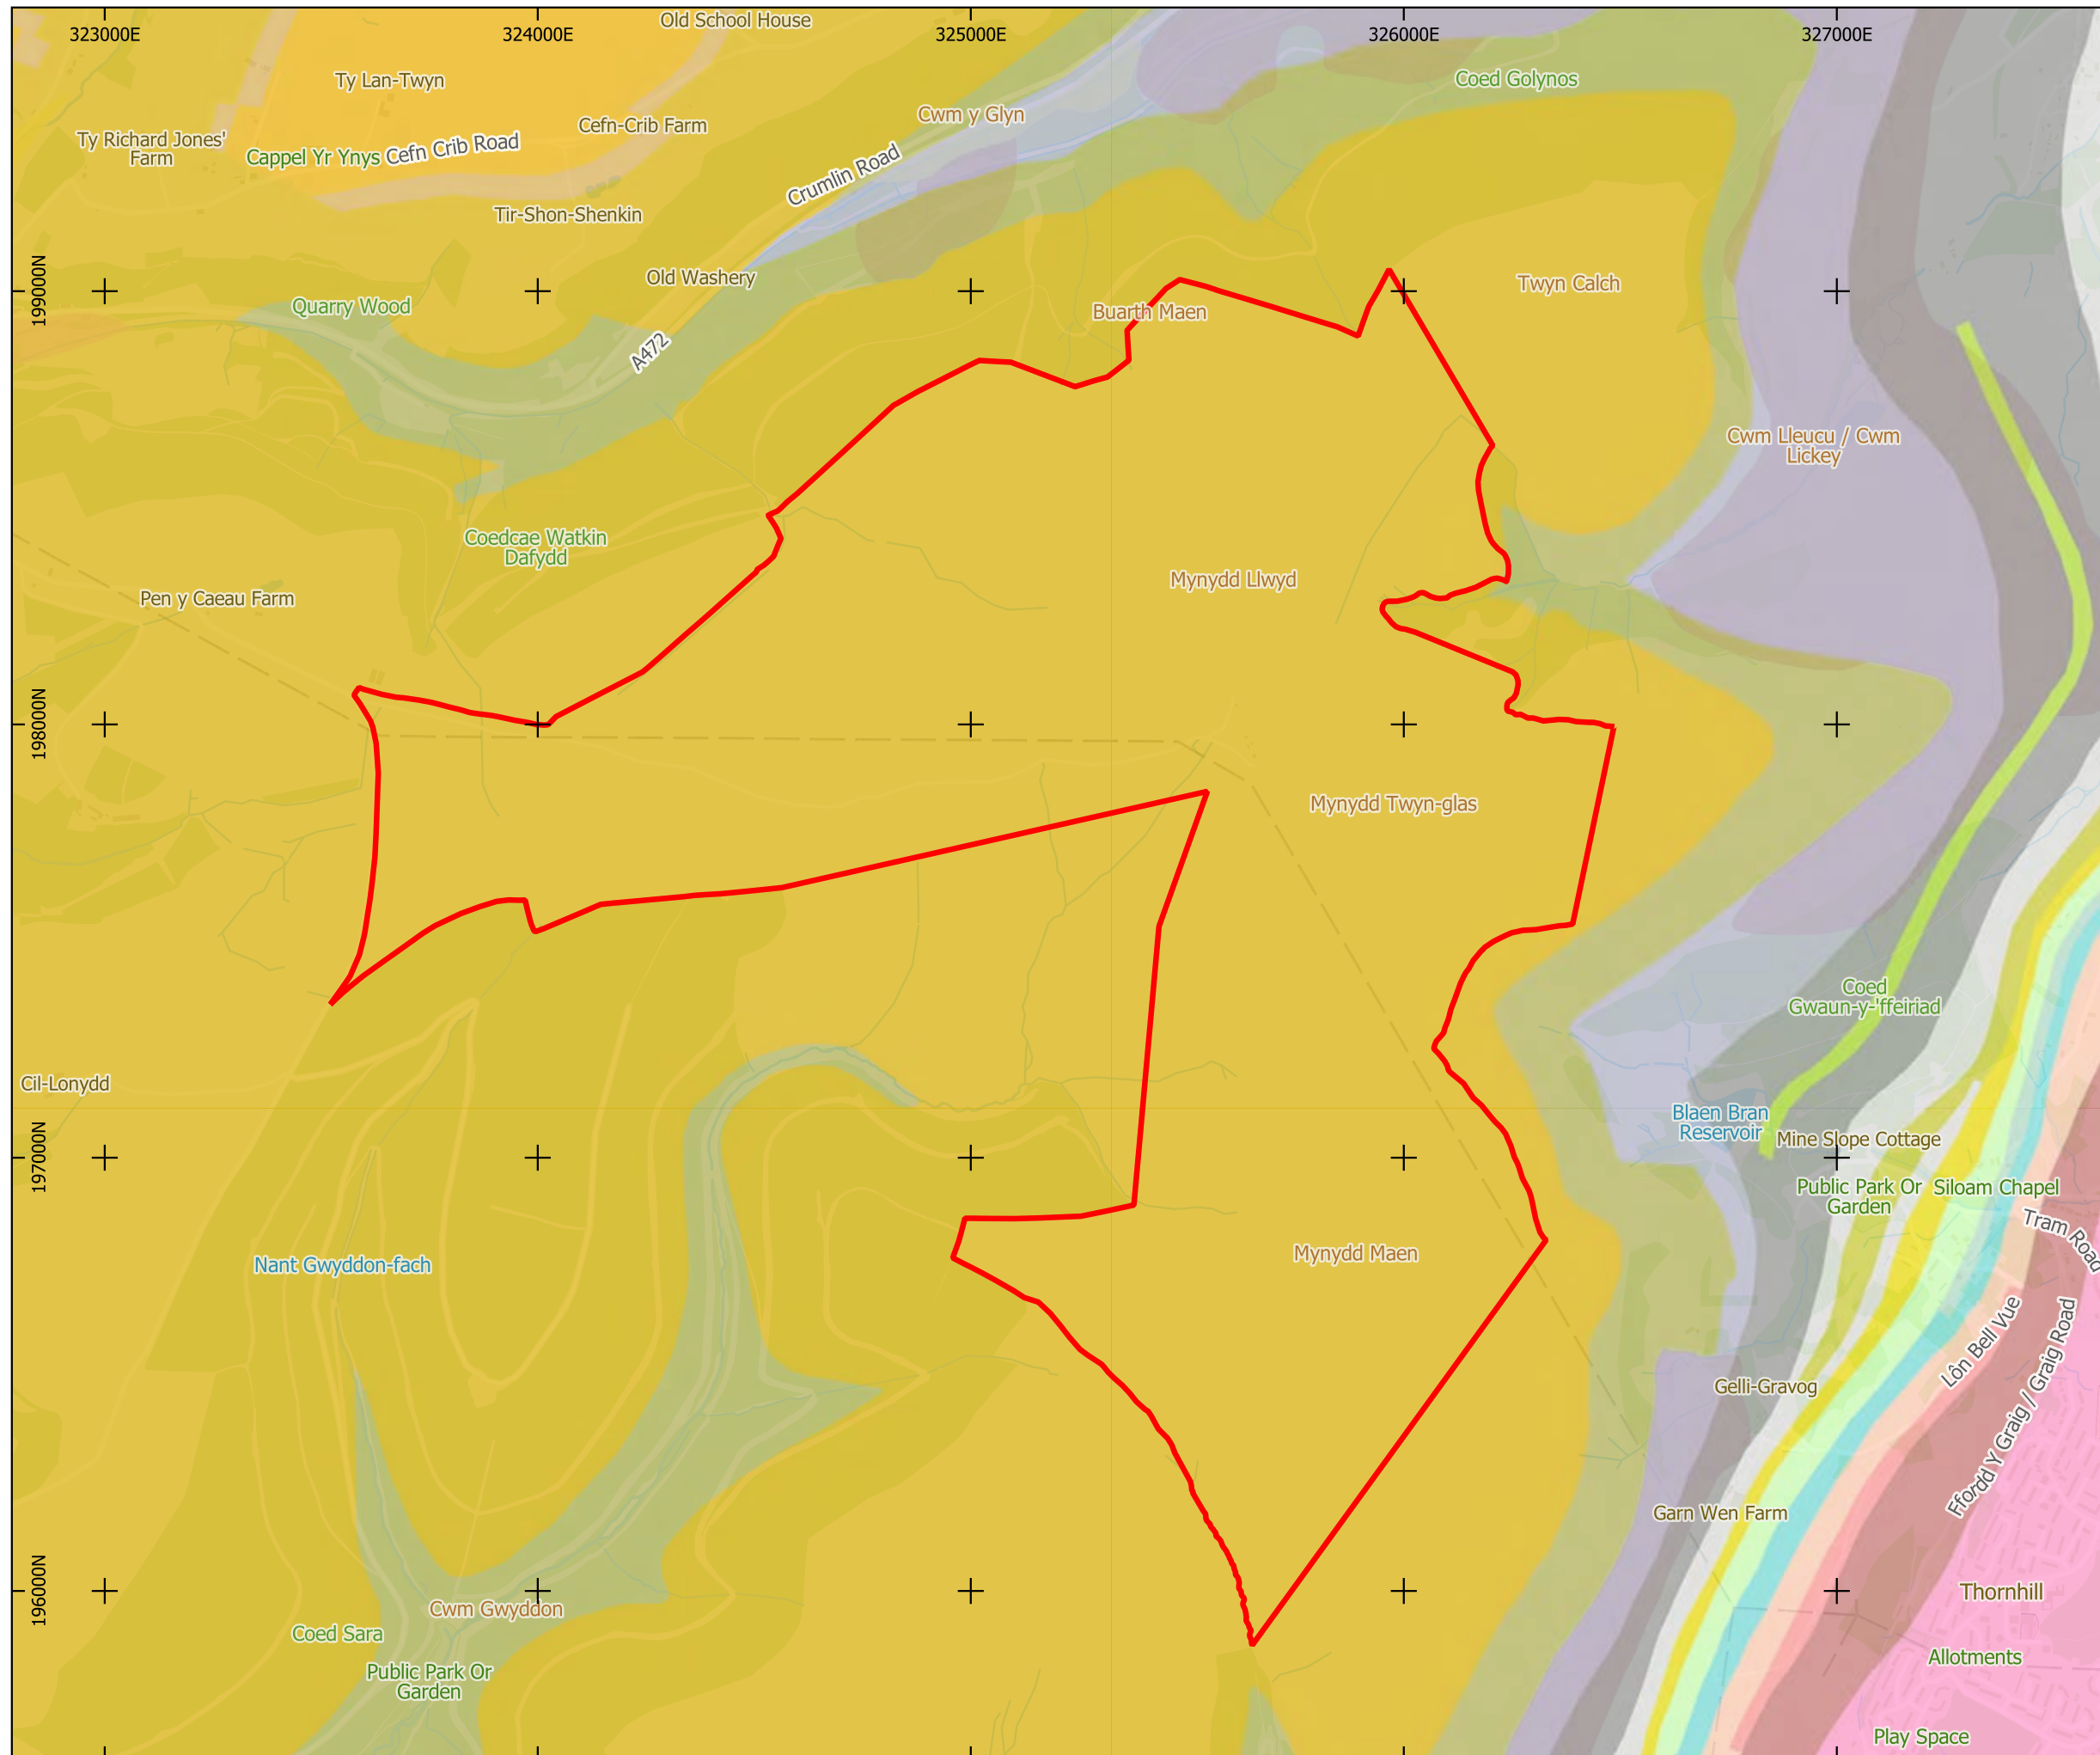 323000E
324000E
325000E
326000E
327000E
Old School House
Ty Lan-Twyn
Coed Golynos
Cwm y Glyn
Cefn-Crib Farm
Ty Richard Jones'
Farm
Cappel Yr Ynys
Cefn Crib Road
Crumlin Road
Tir-Shon-Shenkin
Old Washery
199000N
Quarry Wood
Buarth Maen
Twyn Calch
A472
Cwm Lleucu / Cwm
Lickey
Coedcae Watkin
Dafydd
Mynydd Llwyd
Pen y Caeau Farm
198000N
Mynydd Twyn-glas
Coed
Gwaun-y-'ffeiriad
Cil-Lonydd
Blaen Bran
Reservoir
Mine Slope Cottage
197000N
Public Park Or
Garden
Siloam Chapel
Tram Road
Mynydd Maen
Nant Gwyddon-fach
Lôn Bell Vue
Ffordd Y Graig / Graig Road
Gelli-Gravog
Garn Wen Farm
196000N
Thornhill
Cwm Gwyddon
Coed Sara
Allotments
Public Park Or
Garden
Play Space